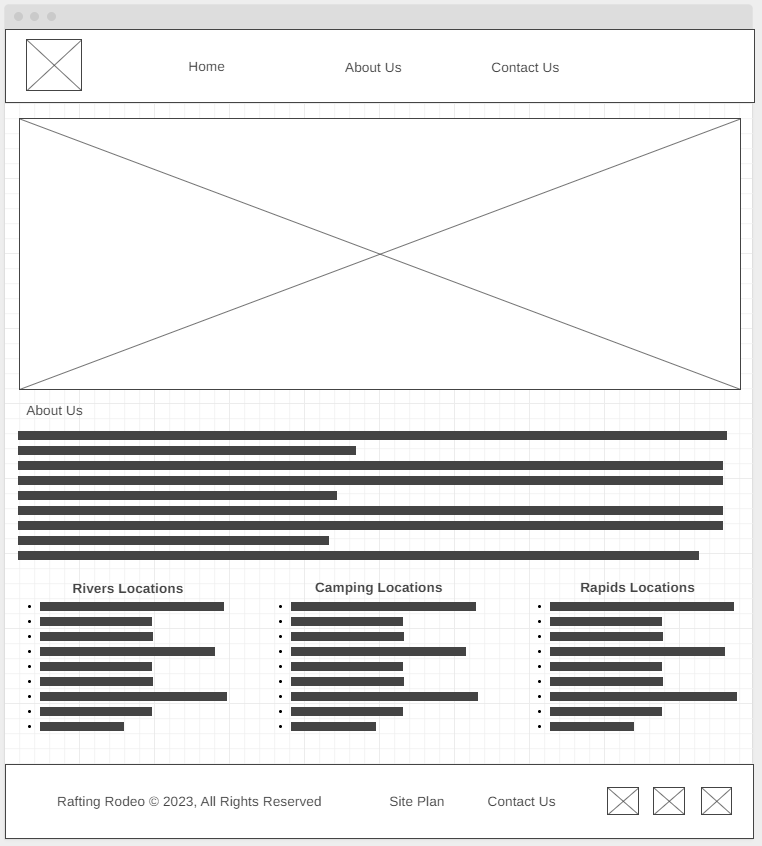 Home About Us Contact Us
About Us
Rivers Locations Camping Locations Rapids Locations
Rafting Rodeo © 2023, All Rights Reserved Site Plan Contact Us